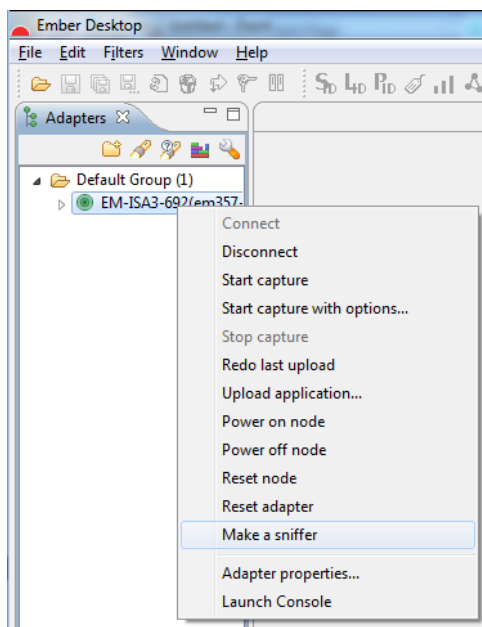 Ember Desktop
File Edit Filters Window Help
Adapters
Default Group (1)
EM-ISA3-692(em357-
Connect
Disconnect
Start capture
Start capture with options...
Stop capture
Redo last upload
Upload application...
Power on node
Power off node
Reset node
Reset adapter
Make a sniffer
Adapter properties...
Launch Console